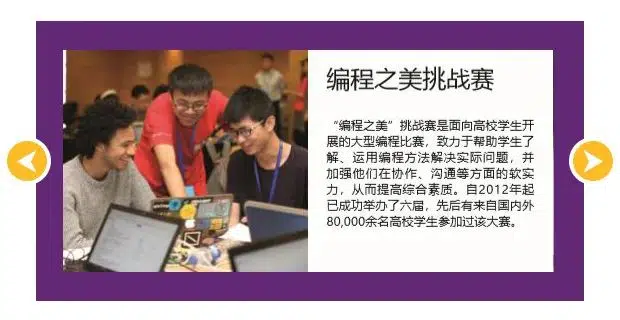 编程之美挑战赛
“编程之美”挑战赛是面向高校学生开
展的大型编程比赛，致力于帮助学生了
解、运用编程方法解决实际问题，并
加强他们在协作、沟通等方面的软实
力，从而提高综合素质。自2012年起
已成功举办了六届，先后有来自国内外
80,000余名高校学生参加过该大赛。